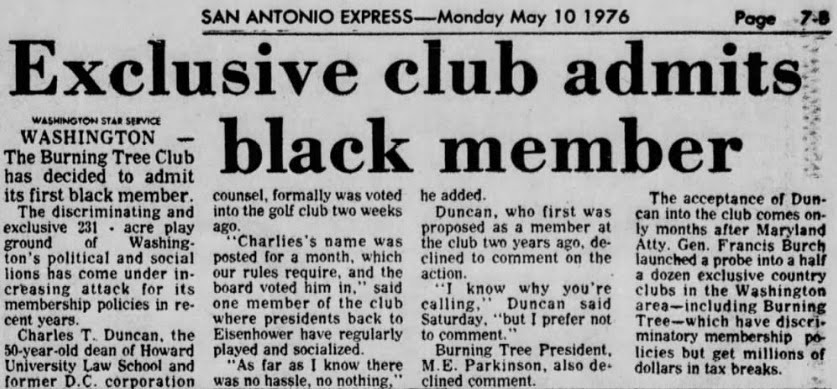 SAN ANTONIO EXPRESS—Monday May 10 1976 Page 7-B
Exclusive club admits
black member
WASHINGTON STAR SERVICE
WASHINGTON —
The Burning Tree Club
has decided to admit
its first black member.
The discriminating and
exclusive 231 - acre play
ground of Washing-
ton's political and social
lions has come under in-
creasing attack for its
membership policies in re-
cent years.
Charles T. Duncan, the
50-year-old dean of Howard
University Law School and
former D.C. corporation
counsel, formally was voted
into the golf club two weeks
ago.
"Charlies's name was
posted for a month, which
our rules require, and the
board voted him in," said
one member of the club
where presidents back to
Eisenhower have regularly
played and socialized.
"As far as I know there
was no hassle, no nothing,"
he added.
Duncan, who first was
proposed as a member at
the club two years ago, de-
clined to comment on the
action.
"I know why you're
calling," Duncan said
Saturday, "but I prefer not
to comment."
Burning Tree President,
M.E. Parkinson, also de-
clined comment.
The acceptance of Dun-
can into the club comes on-
ly months after Maryland
Atty. Gen. Francis Burch
launched a probe into a half
a dozen exclusive country
clubs in the Washington
area—including Burning
Tree—which have discri-
minatory membership po-
licies but get millions of
dollars in tax breaks.